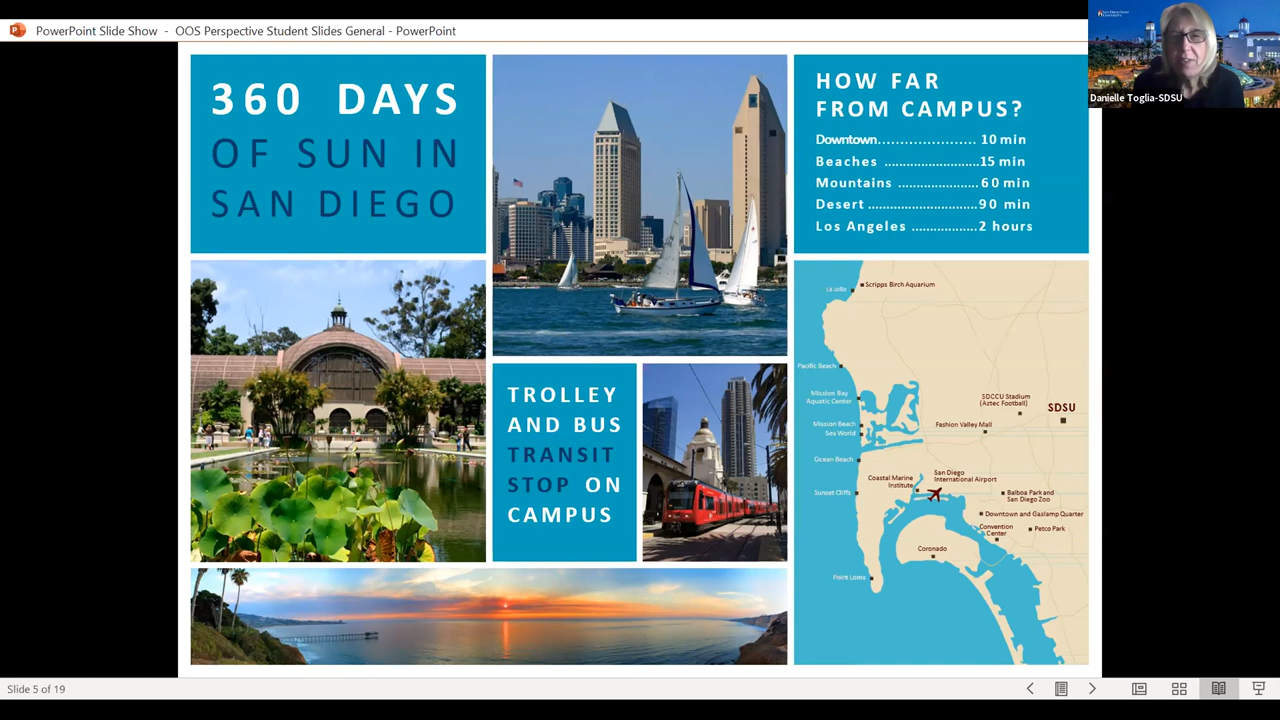 PowerPoint Slide Show - OOS Perspective Student Slides General - PowerPoint
SAN DIEGO STATE
UNIVERSITY
Danielle Toglia-SDSU
360 DAYS
OF SUN IN
SAN DIEGO
HOW FAR
FROM CAMPUS?
Downtown...................... 10 min
Beaches ..........................15 min
Mountains ......................60 min
Desert ..............................90 min
Los Angeles ..................2 hours
TROLLEY
AND BUS
TRANSIT
STOP ON
CAMPUS
La Jolla
Scripps Birch Aquarium
Pacific Beach
Mission Bay
Aquatic Center
SDCCU Stadium
(Aztec Football)
SDSU
Mission Beach
Sea World
Fashion Valley Mall
Ocean Beach
Coastal Marine
Institute
San Diego
International Airport
Sunset Cliffs
Balboa Park and
San Diego Zoo
Downtown and Gaslamp Quarter
Convention
Center
Petco Park
Coronado
Point Loma
Slide 5 of 19